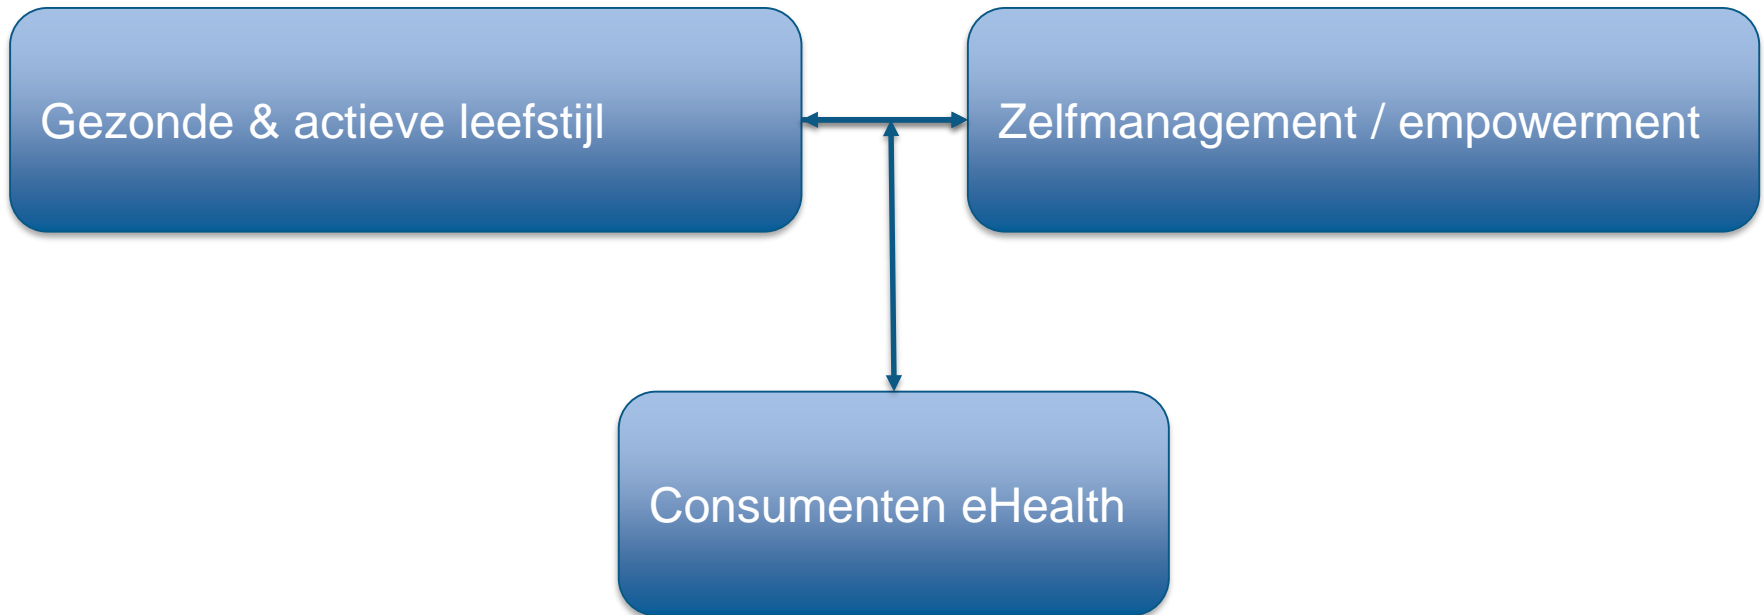 Gezonde & actieve leefstijl
Zelfmanagement / empowerment
Consumenten eHealth